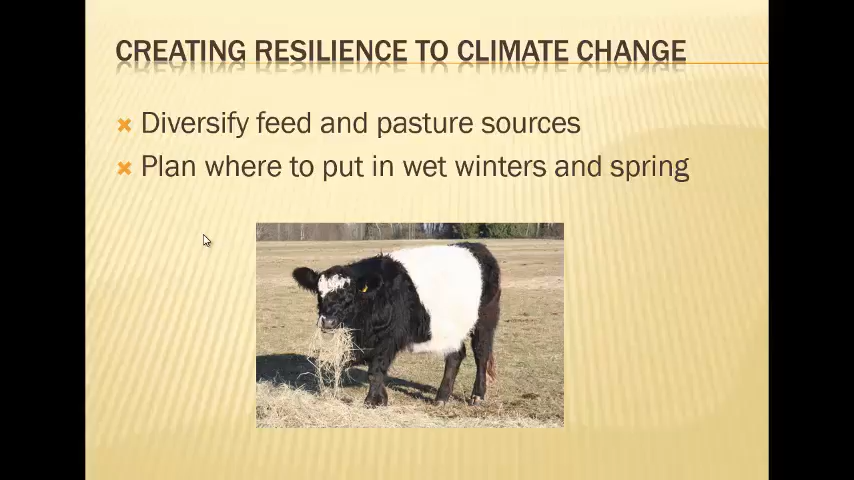 CREATING RESILIENCE TO CLIMATE CHANGE
Diversify feed and pasture sources
Plan where to put in wet winters and spring